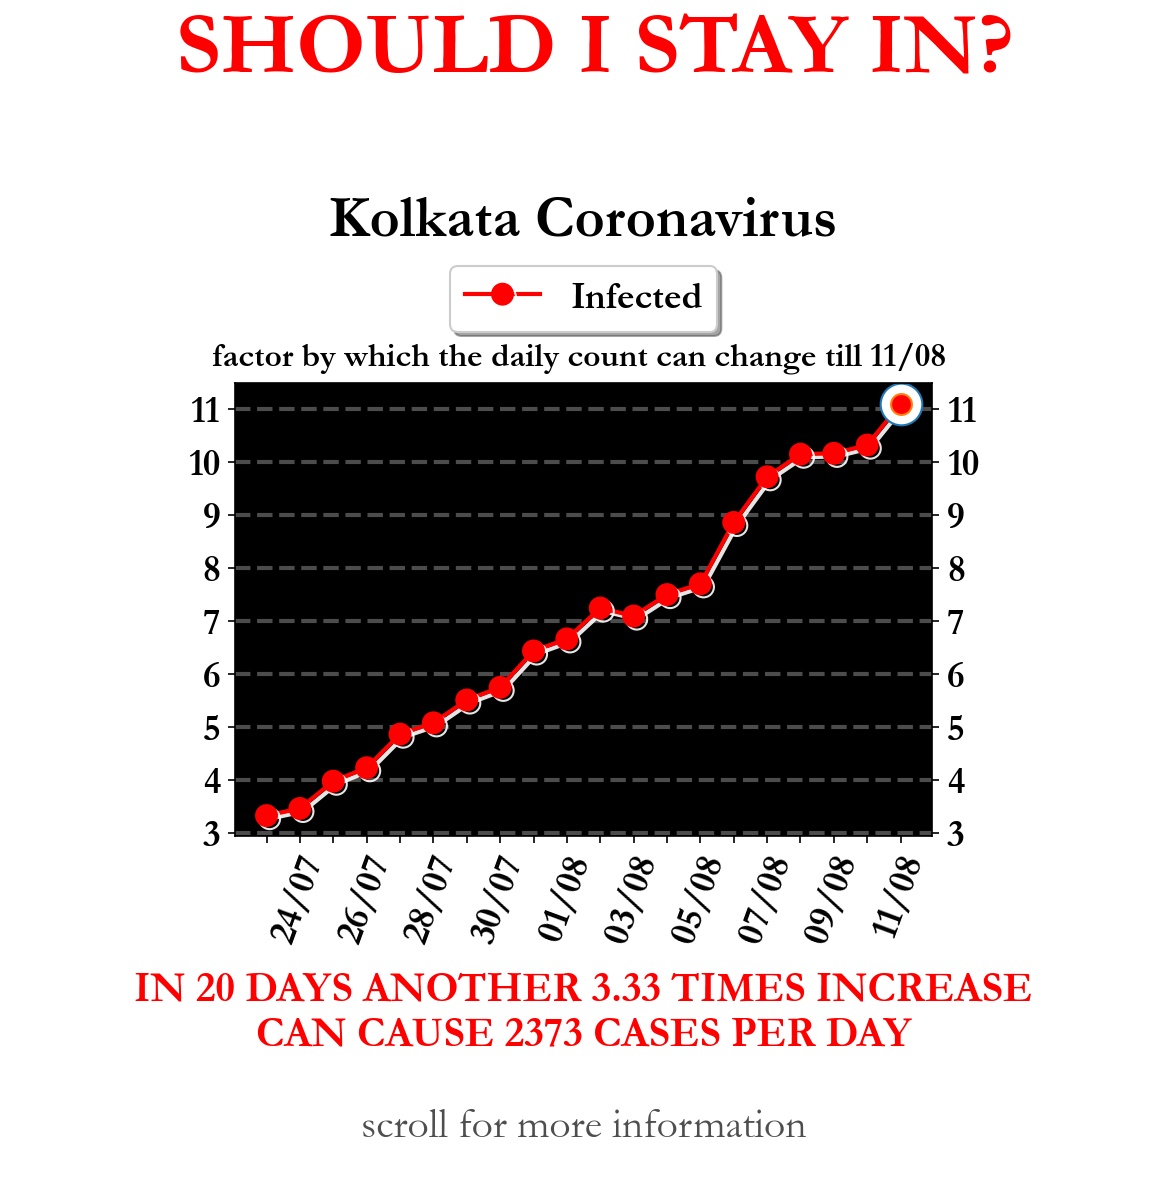 SHOULD I STAY IN?
Kolkata Coronavirus
Infected
factor by which the daily count can change till 11/08
11 11
10 10
9 9
8 8
7 7
6 6
5 5
4 4
3 3
24/07 26/07 28/07 30/07 01/08 03/08 05/08 07/08 09/08 11/08
IN 20 DAYS ANOTHER 3.33 TIMES INCREASE
CAN CAUSE 2373 CASES PER DAY
scroll for more information